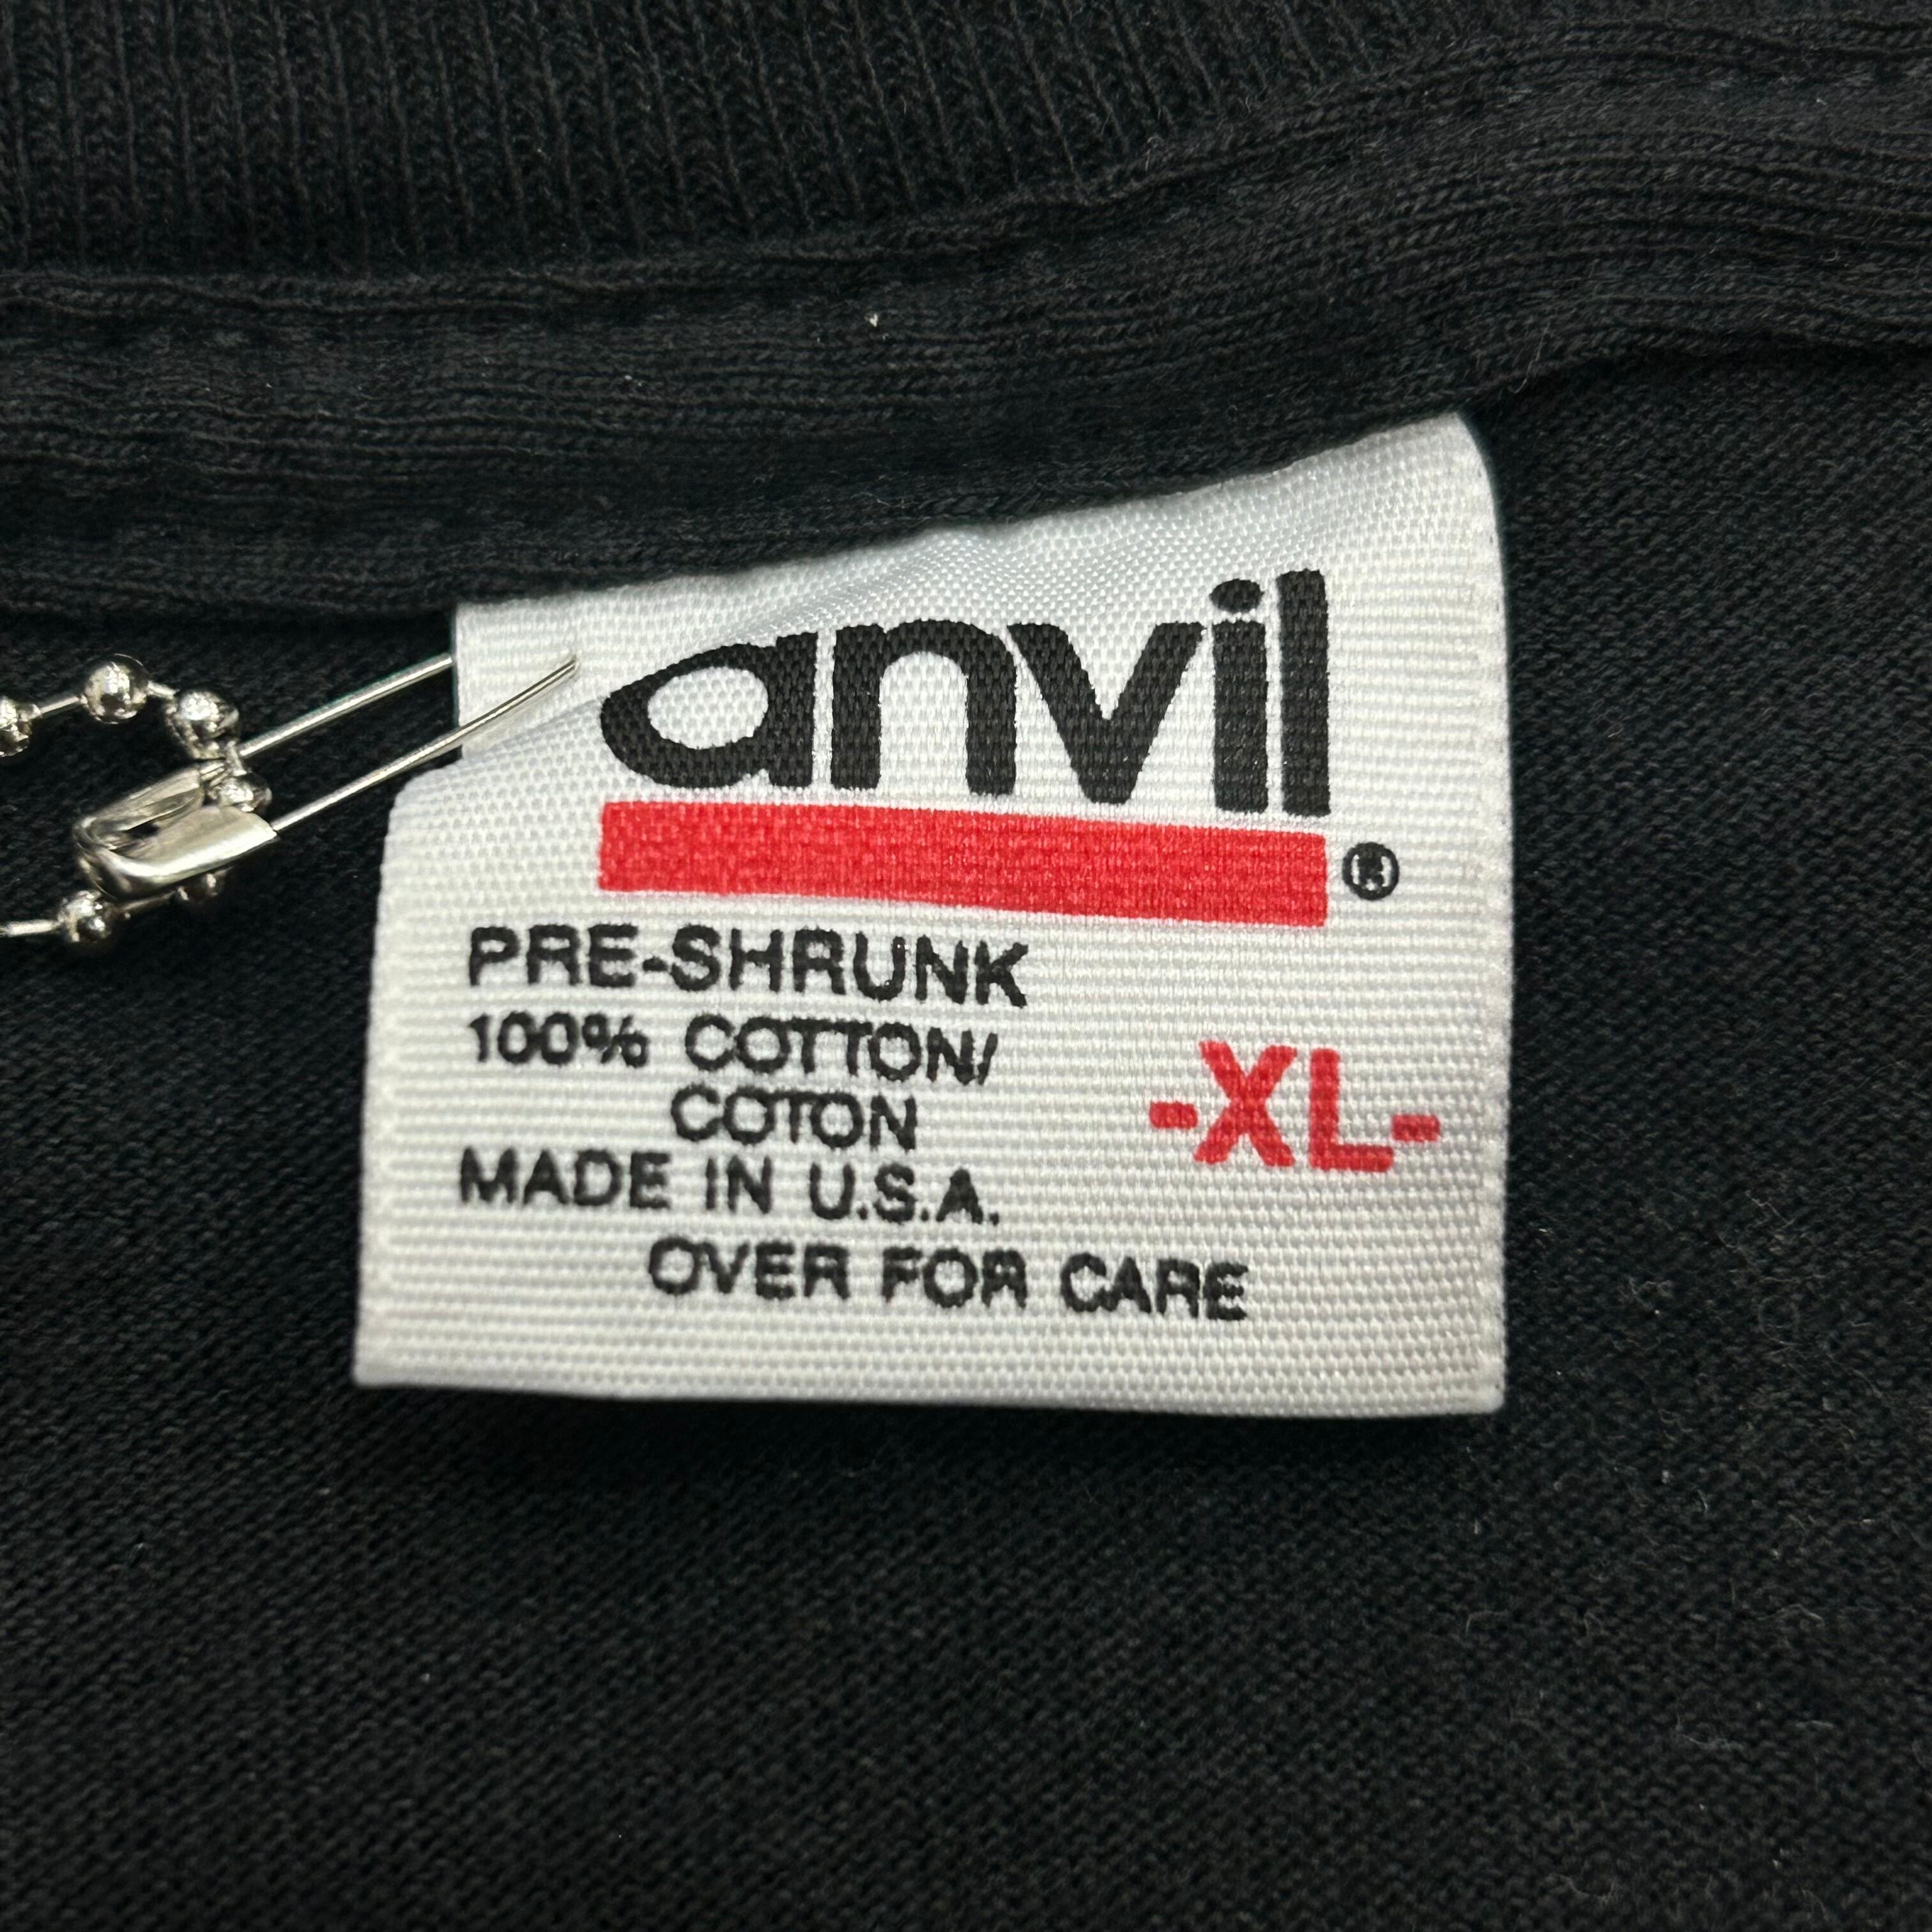 anvil®
PRE-SHRUNK
100% COTTON/
COTON
-XL-
MADE IN U.S.A.
OVER FOR CARE